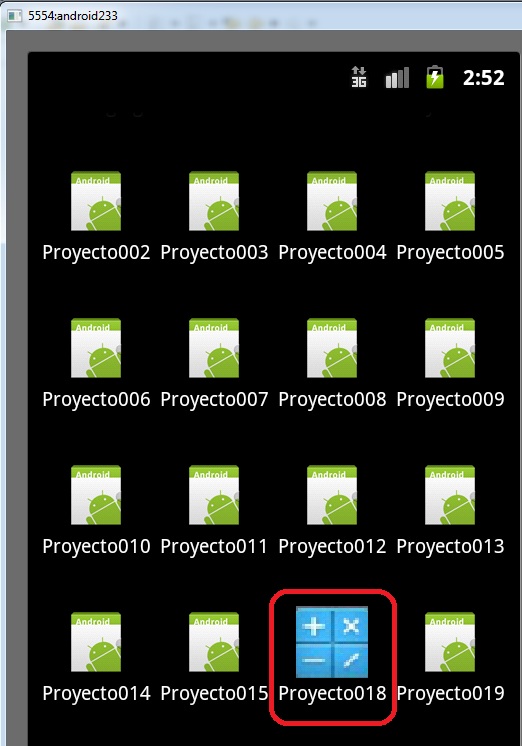 5554:android233
3G 2:52
Android Android Android Android
Proyecto002 Proyecto003 Proyecto004 Proyecto005
Android Android Android Android
Proyecto006 Proyecto007 Proyecto008 Proyecto009
Android Android Android Android
Proyecto010 Proyecto011 Proyecto012 Proyecto013
Android Android Android
Proyecto014 Proyecto015 Proyecto018 Proyecto019